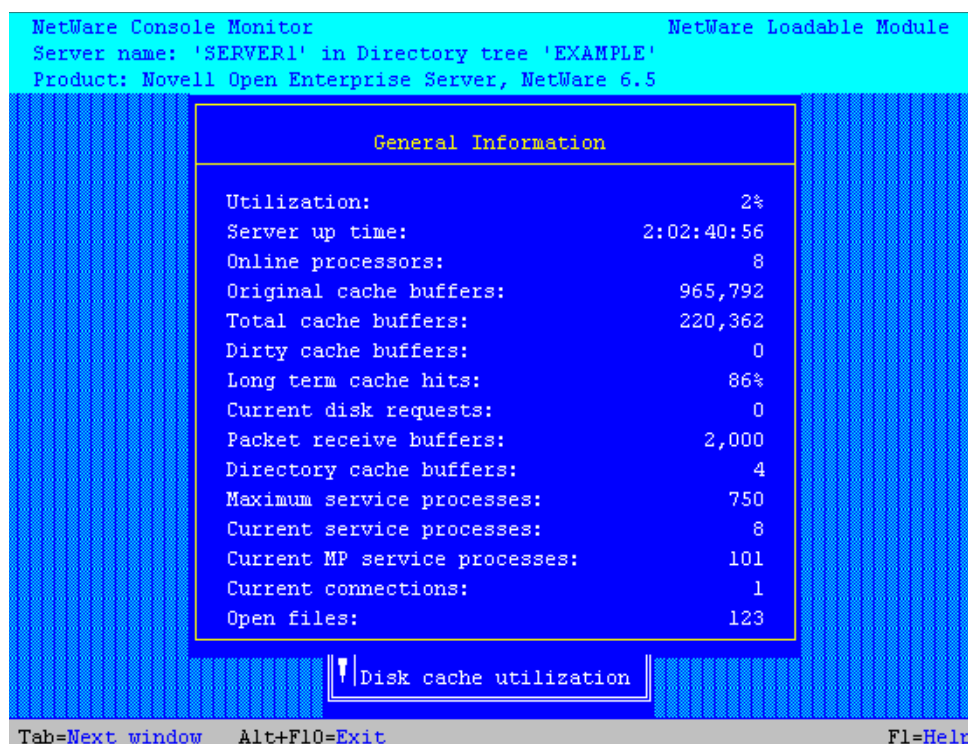 NetWare Console Monitor NetWare Loadable Module
Server name: 'SERVER1' in Directory tree 'EXAMPLE'
Product: Novell Open Enterprise Server, NetWare 6.5
General Information
Utilization: 2%
Server up time: 2:02:40:56
Online processors: 8
Original cache buffers: 965,792
Total cache buffers: 220,362
Dirty cache buffers: 0
Long term cache hits: 86%
Current disk requests: 0
Packet receive buffers: 2,000
Directory cache buffers: 4
Maximum service processes: 750
Current service processes: 8
Current MP service processes: 101
Current connections: 1
Open files: 123
Disk cache utilization
Tab=Next window Alt+F10=Exit F1=Help